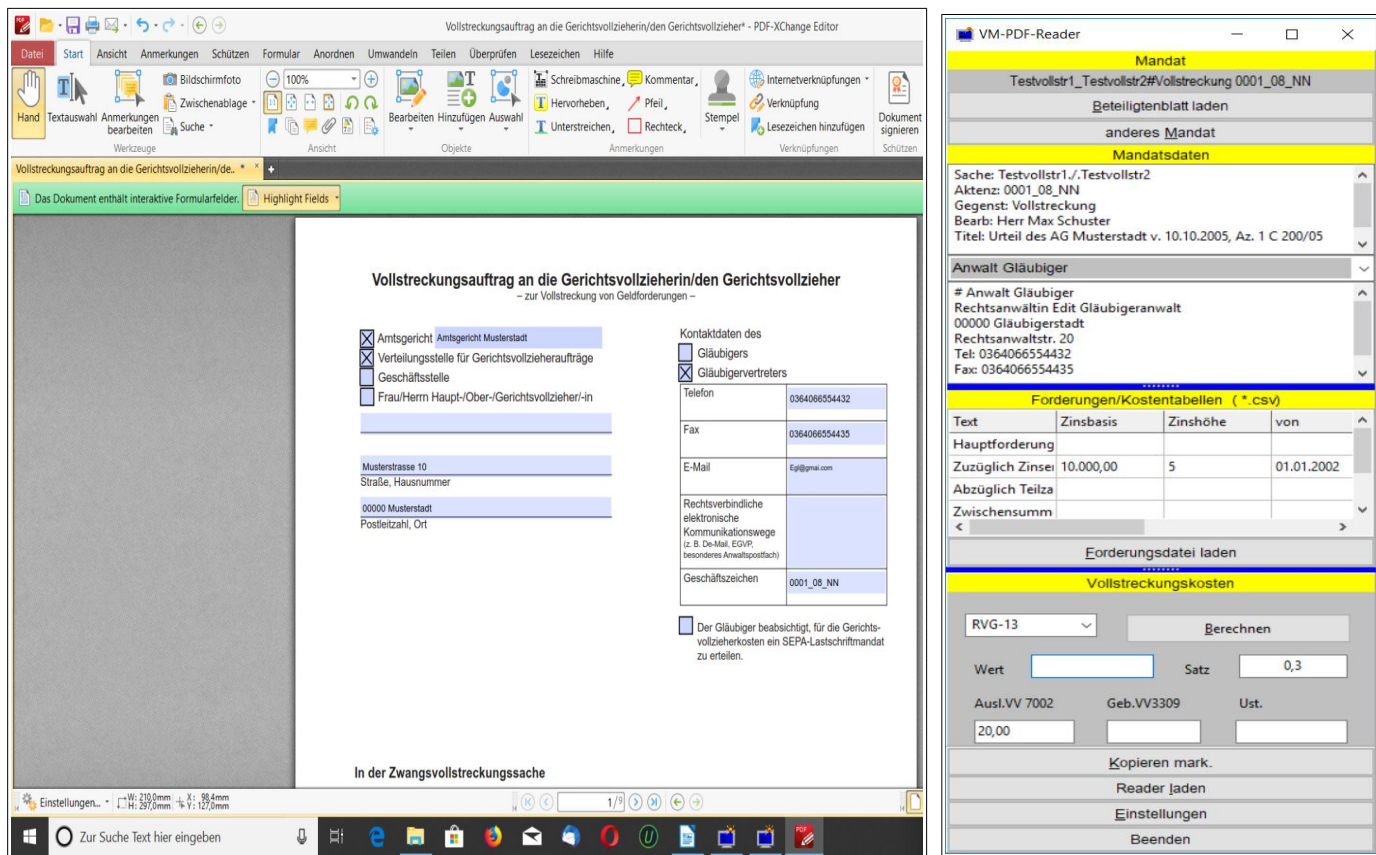 Vollstreckungsauftrag an die Gerichtsvollzieherin/den Gerichtsvollzieher* - PDF-XChange Editor
Datei Start Ansicht Anmerkungen Schützen Formular Anordnen Umwandeln Teilen Überprüfen Lesezeichen Hilfe
Hand
Textauswahl
Anmerkungen bearbeiten
Bildschirmfoto
Zwischenablage
Suche
Werkzeuge
100%
Ansicht
Bearbeiten Hinzufügen Auswahl
Objekte
Schreibmaschine, Kommentar,
Hervorheben, Pfeil,
Unterstreichen, Rechteck,
Stempel
Anmerkungen
Internetverknüpfungen
Verknüpfung
Lesezeichen hinzufügen
Verknüpfungen
Dokument signieren
Schützen
Vollstreckungsauftrag an die Gerichtsvollzieherin/de.. *
Das Dokument enthält interaktive Formularfelder. Highlight Fields
Vollstreckungsauftrag an die Gerichtsvollzieherin/den Gerichtsvollzieher
– zur Vollstreckung von Geldforderungen –
Amtsgericht Amtsgericht Musterstadt
Verteilungsstelle für Gerichtsvollzieheraufträge
Geschäftsstelle
Frau/Herrn Haupt-/Ober-/Gerichtsvollzieher/-in
Musterstrasse 10
Straße, Hausnummer
00000 Musterstadt
Postleitzahl, Ort
Kontaktdaten des
Gläubigers
Gläubigervertreters
Telefon 0364066554432
Fax 0364066554435
E-Mail Egl@gmai.com
Rechtsverbindliche
elektronische
Kommunikationswege
(z. B. De-Mail, EGVP,
besonderes Anwaltspostfach)
Geschäftszeichen 0001_08_NN
Der Gläubiger beabsichtigt, für die Gerichts-
vollzieherkosten ein SEPA-Lastschriftmandat
zu erteilen.
In der Zwangsvollstreckungssache
Einstellungen... W: 210,0mm X: 98,4mm
H: 297,0mm Y: 127,0mm
1/9
Zur Suche Text hier eingeben
VM-PDF-Reader
Mandat
Testvollstr1_Testvollstr2#Vollstreckung 0001_08_NN
Beteiligtenblatt laden
anderes Mandat
Mandatsdaten
Sache: Testvollstr1./.Testvollstr2
Aktenz: 0001_08_NN
Gegenst: Vollstreckung
Bearb: Herr Max Schuster
Titel: Urteil des AG Musterstadt v. 10.10.2005, Az. 1 C 200/05
Anwalt Gläubiger
# Anwalt Gläubiger
Rechtsanwältin Edit Gläubigeranwalt
00000 Gläubigerstadt
Rechtsanwaltstr. 20
Tel: 0364066554432
Fax: 0364066554435
Forderungen/Kostentabellen ( *.csv)
Text Zinsbasis Zinshöhe von
Hauptforderung
Zuzüglich Zinser 10.000,00 5 01.01.2002
Abzüglich Teilza
Zwischensumm
Forderungsdatei laden
Vollstreckungskosten
RVG-13 Berechnen
Wert Satz 0,3
Ausl.VV 7002 Geb.VV3309 Ust.
20,00
Kopieren mark.
Reader laden
Einstellungen
Beenden